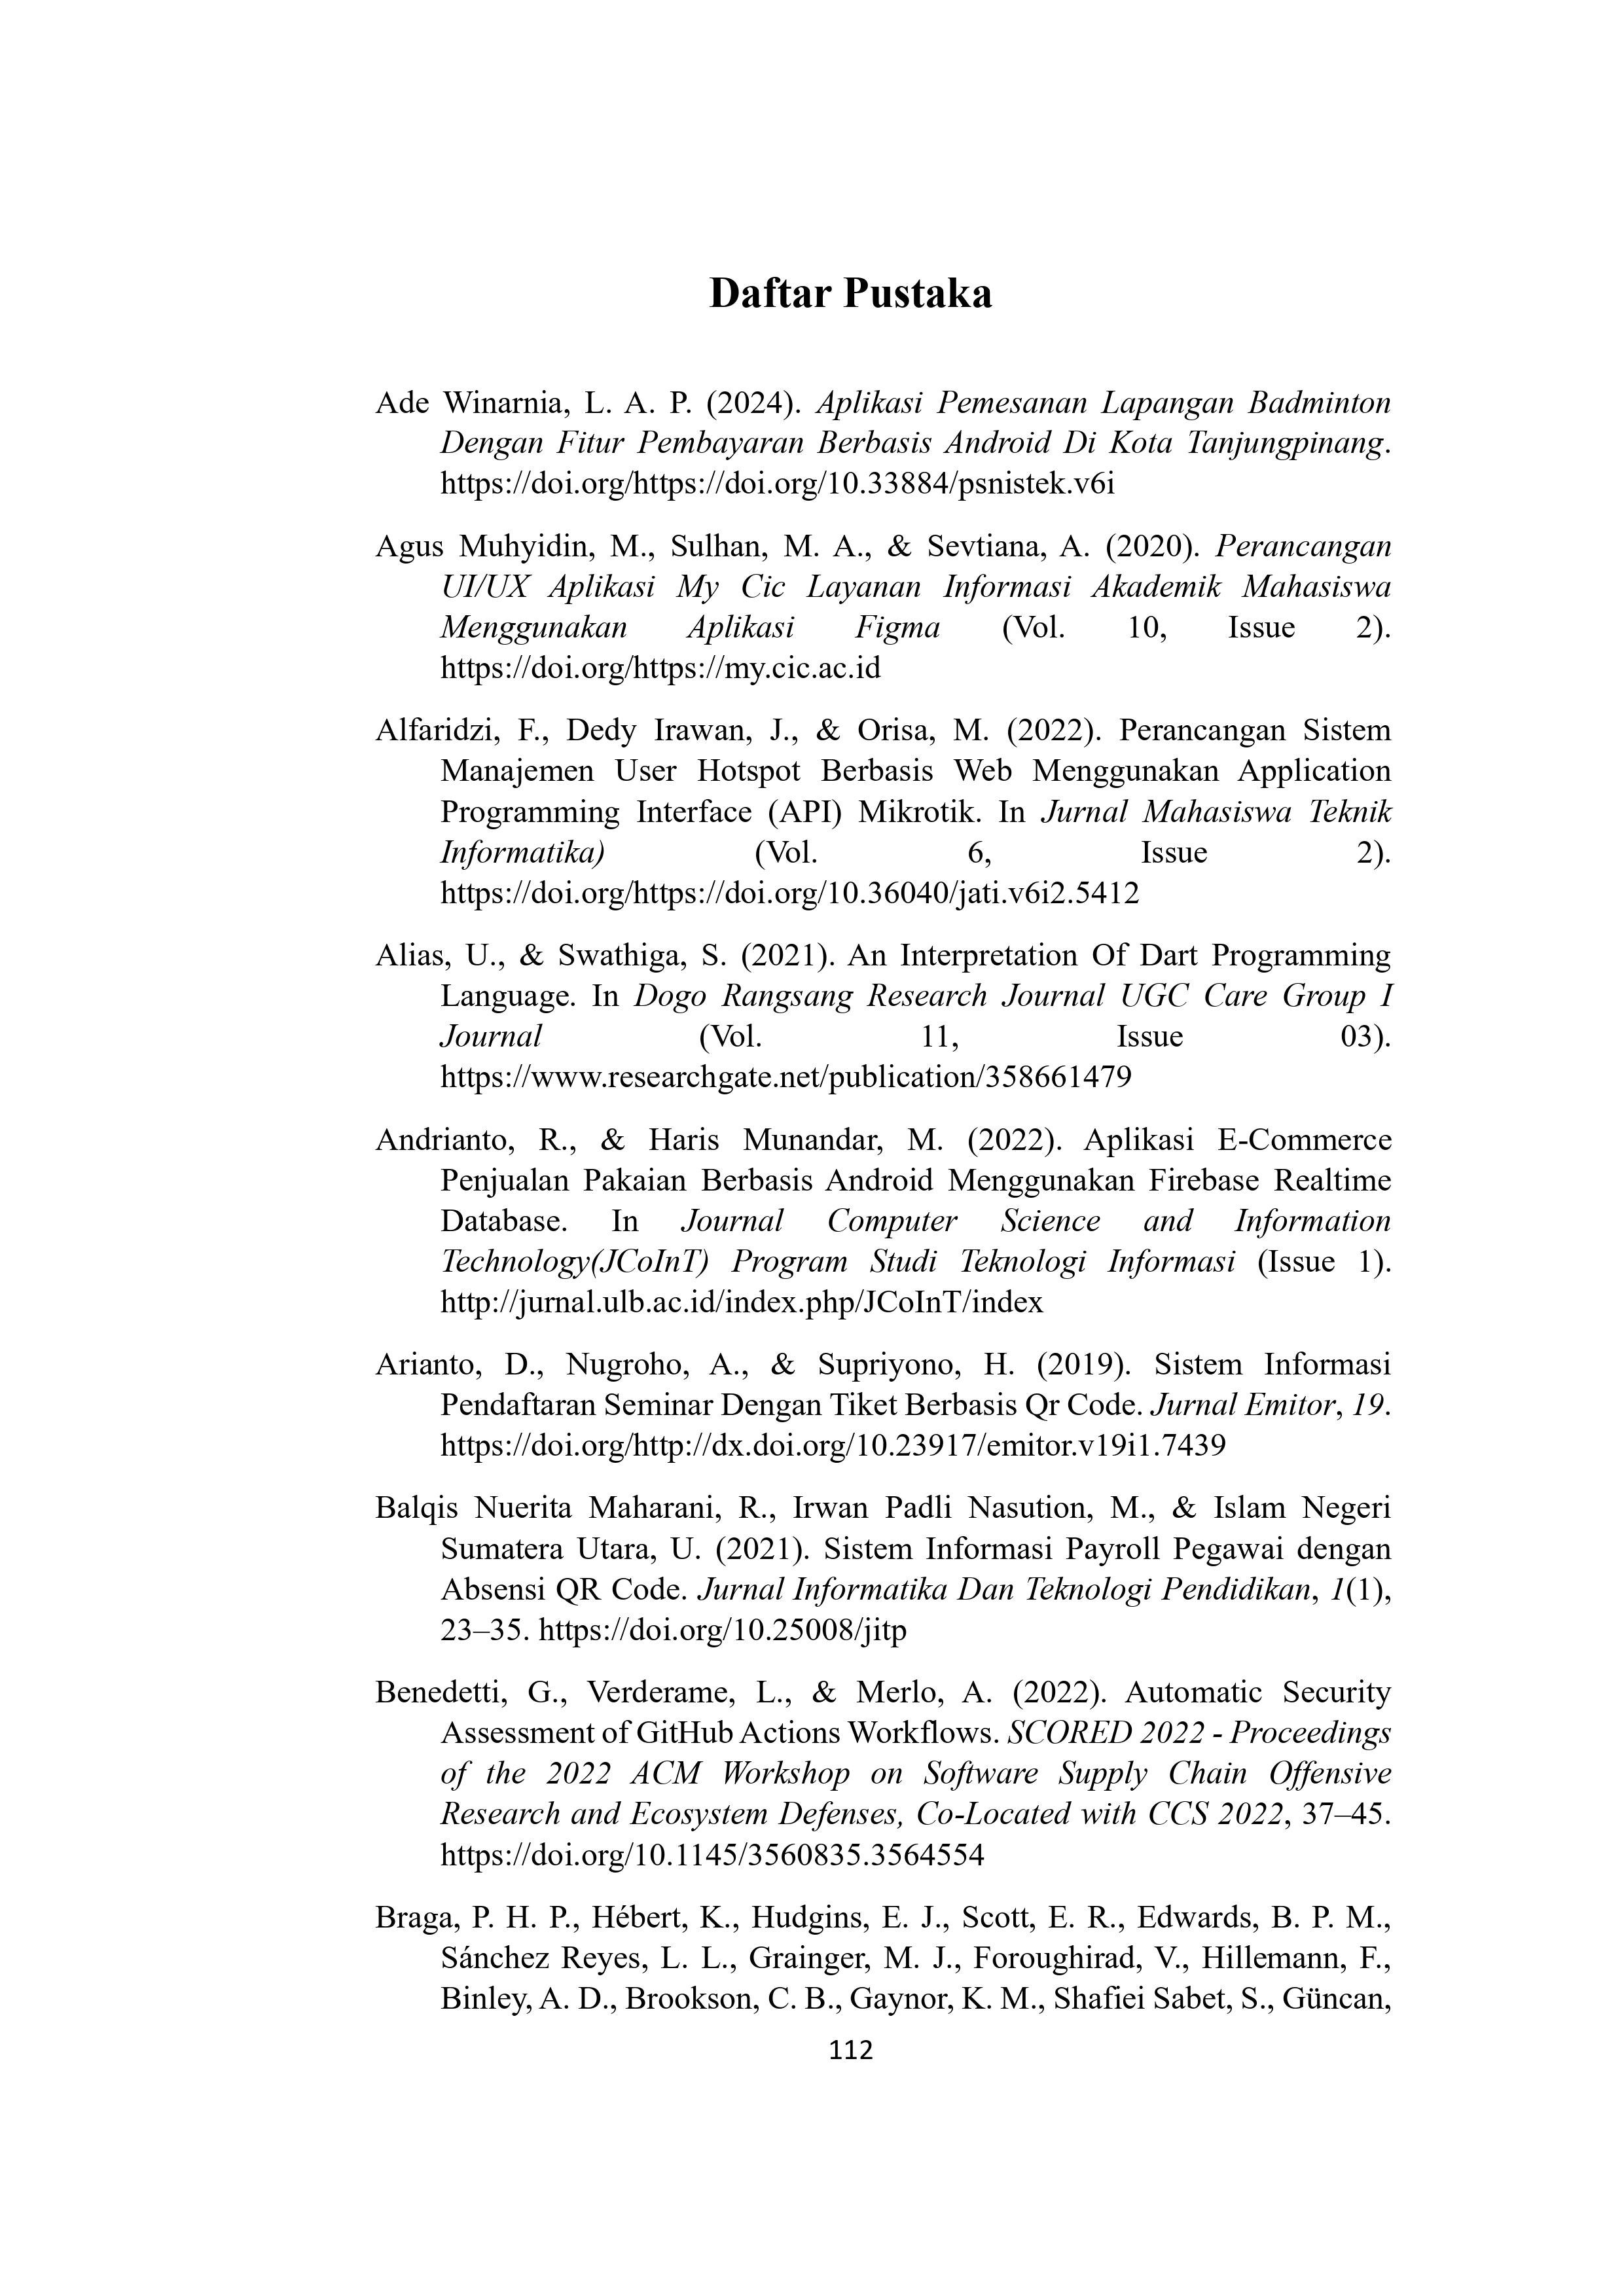 Daftar Pustaka
Ade Winarnia, L. A. P. (2024). Aplikasi Pemesanan Lapangan Badminton
Dengan Fitur Pembayaran Berbasis Android Di Kota Tanjungpinang.
https://doi.org/https://doi.org/10.33884/psnistek.v6i
Agus Muhyidin, M., Sulhan, M. A., & Sevtiana, A. (2020). Perancangan
UI/UX Aplikasi My Cic Layanan Informasi Akademik Mahasiswa
Menggunakan Aplikasi Figma (Vol. 10, Issue 2).
https://doi.org/https://my.cic.ac.id
Alfaridzi, F., Dedy Irawan, J., & Orisa, M. (2022). Perancangan Sistem
Manajemen User Hotspot Berbasis Web Menggunakan Application
Programming Interface (API) Mikrotik. In Jurnal Mahasiswa Teknik
Informatika) (Vol. 6, Issue 2).
https://doi.org/https://doi.org/10.36040/jati.v6i2.5412
Alias, U., & Swathiga, S. (2021). An Interpretation Of Dart Programming
Language. In Dogo Rangsang Research Journal UGC Care Group I
Journal (Vol. 11, Issue 03).
https://www.researchgate.net/publication/358661479
Andrianto, R., & Haris Munandar, M. (2022). Aplikasi E-Commerce
Penjualan Pakaian Berbasis Android Menggunakan Firebase Realtime
Database. In Journal Computer Science and Information
Technology(JCoInT) Program Studi Teknologi Informasi (Issue 1).
http://jurnal.ulb.ac.id/index.php/JCoInT/index
Arianto, D., Nugroho, A., & Supriyono, H. (2019). Sistem Informasi
Pendaftaran Seminar Dengan Tiket Berbasis Qr Code. Jurnal Emitor, 19.
https://doi.org/http://dx.doi.org/10.23917/emitor.v19i1.7439
Balqis Nuerita Maharani, R., Irwan Padli Nasution, M., & Islam Negeri
Sumatera Utara, U. (2021). Sistem Informasi Payroll Pegawai dengan
Absensi QR Code. Jurnal Informatika Dan Teknologi Pendidikan, 1(1),
23–35. https://doi.org/10.25008/jitp
Benedetti, G., Verderame, L., & Merlo, A. (2022). Automatic Security
Assessment of GitHub Actions Workflows. SCORED 2022 - Proceedings
of the 2022 ACM Workshop on Software Supply Chain Offensive
Research and Ecosystem Defenses, Co-Located with CCS 2022, 37–45.
https://doi.org/10.1145/3560835.3564554
Braga, P. H. P., Hébert, K., Hudgins, E. J., Scott, E. R., Edwards, B. P. M.,
Sánchez Reyes, L. L., Grainger, M. J., Foroughirad, V., Hillemann, F.,
Binley, A. D., Brookson, C. B., Gaynor, K. M., Shafiei Sabet, S., Güncan,
112